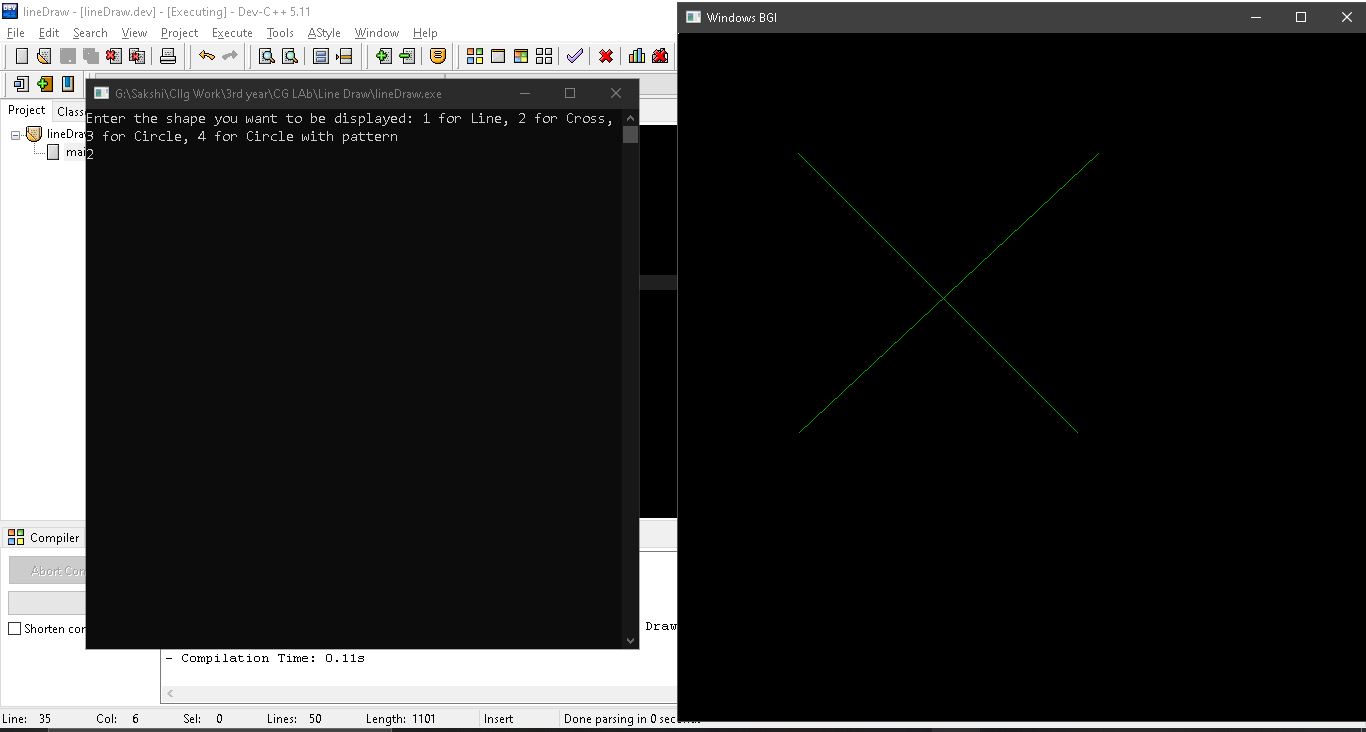 lineDraw - [lineDraw.dev] - [Executing] - Dev-C++ 5.11
File Edit Search View Project Execute Tools AStyle Window Help
Project Class
lineDraw
mai
G:\Sakshi\Cllg Work\3rd year\CG LAb\Line Draw\lineDraw.exe
Enter the shape you want to be displayed: 1 for Line, 2 for Cross,
3 for Circle, 4 for Circle with pattern
2
Windows BGI
Compiler
Abort Com
Shorten con
Draw
- Compilation Time: 0.11s
Line: 35 Col: 6 Sel: 0 Lines: 50 Length: 1101 Insert Done parsing in 0 seconds